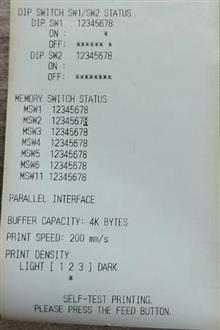 DIP SWITCH SW1/SW2 STATUS
DIP SW1 12345678
ON :       *
OFF: ****** *
DIP SW2 12345678
ON :
OFF: ********
MEMORY SWITCH STATUS
MSW1 12345678
MSW2 12345678
MSW3 12345678
MSW4 12345678
MSW5 12345678
MSW6 12345678
MSW11 12345678
PARALLEL INTERFACE
BUFFER CAPACITY: 4K BYTES
PRINT SPEED: 200 mm/s
PRINT DENSITY
LIGHT [ 1 2 3 ] DARK
*
SELF-TEST PRINTING.
PLEASE PRESS THE FEED BUTTON.